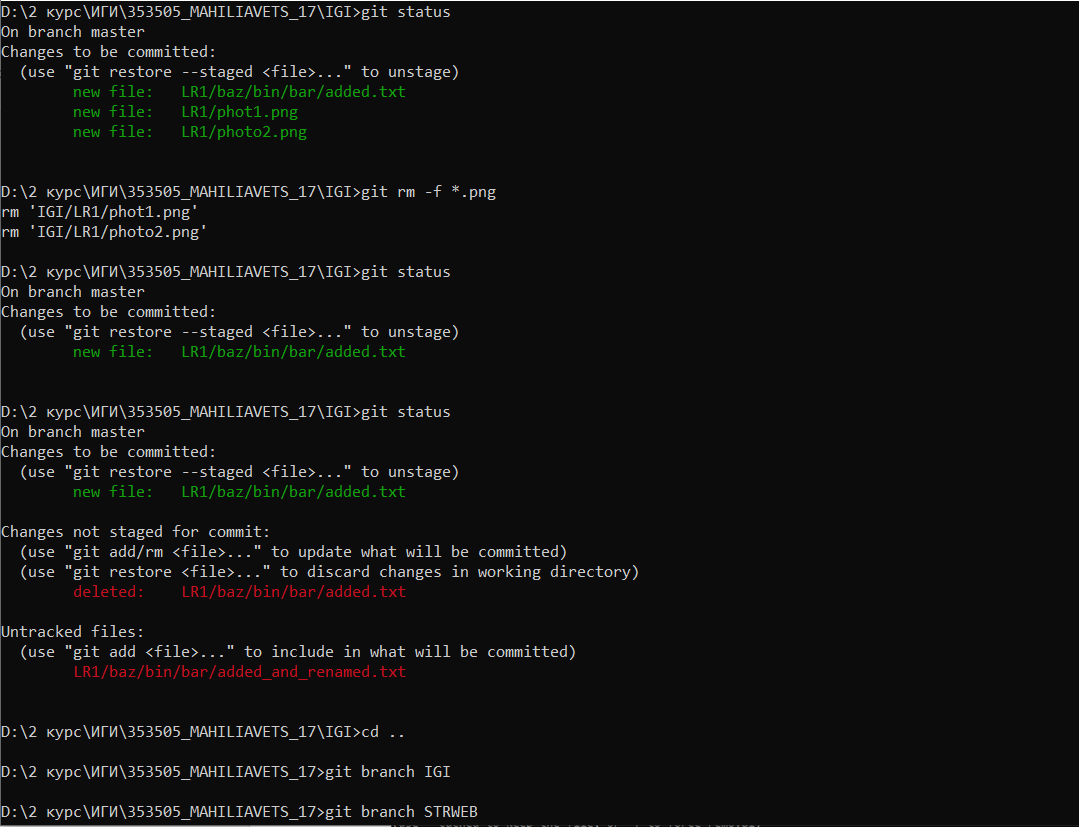 D:\2 курс\ИГИ\353505_MAHILIAVETS_17\IGI>git status
On branch master
Changes to be committed:
  (use "git restore --staged <file>..." to unstage)
        new file:   LR1/baz/bin/bar/added.txt
        new file:   LR1/phot1.png
        new file:   LR1/photo2.png
D:\2 курс\ИГИ\353505_MAHILIAVETS_17\IGI>git rm -f *.png
rm 'IGI/LR1/phot1.png'
rm 'IGI/LR1/photo2.png'
D:\2 курс\ИГИ\353505_MAHILIAVETS_17\IGI>git status
On branch master
Changes to be committed:
  (use "git restore --staged <file>..." to unstage)
        new file:   LR1/baz/bin/bar/added.txt
D:\2 курс\ИГИ\353505_MAHILIAVETS_17\IGI>git status
On branch master
Changes to be committed:
  (use "git restore --staged <file>..." to unstage)
        new file:   LR1/baz/bin/bar/added.txt
Changes not staged for commit:
  (use "git add/rm <file>..." to update what will be committed)
  (use "git restore <file>..." to discard changes in working directory)
        deleted:    LR1/baz/bin/bar/added.txt
Untracked files:
  (use "git add <file>..." to include in what will be committed)
        LR1/baz/bin/bar/added_and_renamed.txt
D:\2 курс\ИГИ\353505_MAHILIAVETS_17\IGI>cd ..
D:\2 курс\ИГИ\353505_MAHILIAVETS_17>git branch IGI
D:\2 курс\ИГИ\353505_MAHILIAVETS_17>git branch STRWEB